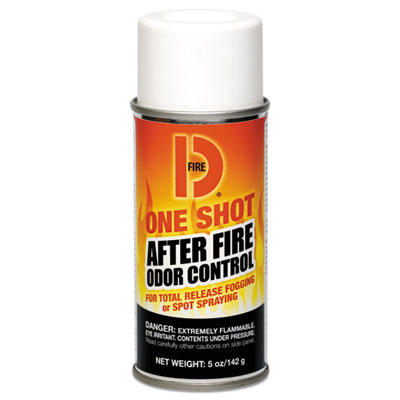 D
FIRE
®
ONE SHOT
AFTER FIRE
ODOR CONTROL
FOR TOTAL RELEASE FOGGING
or SPOT SPRAYING
DANGER: EXTREMELY FLAMMABLE.
EYE IRRITANT. CONTENTS UNDER PRESSURE.
Read carefully other cautions on side panel.
NET WEIGHT: 5 oz/142 g